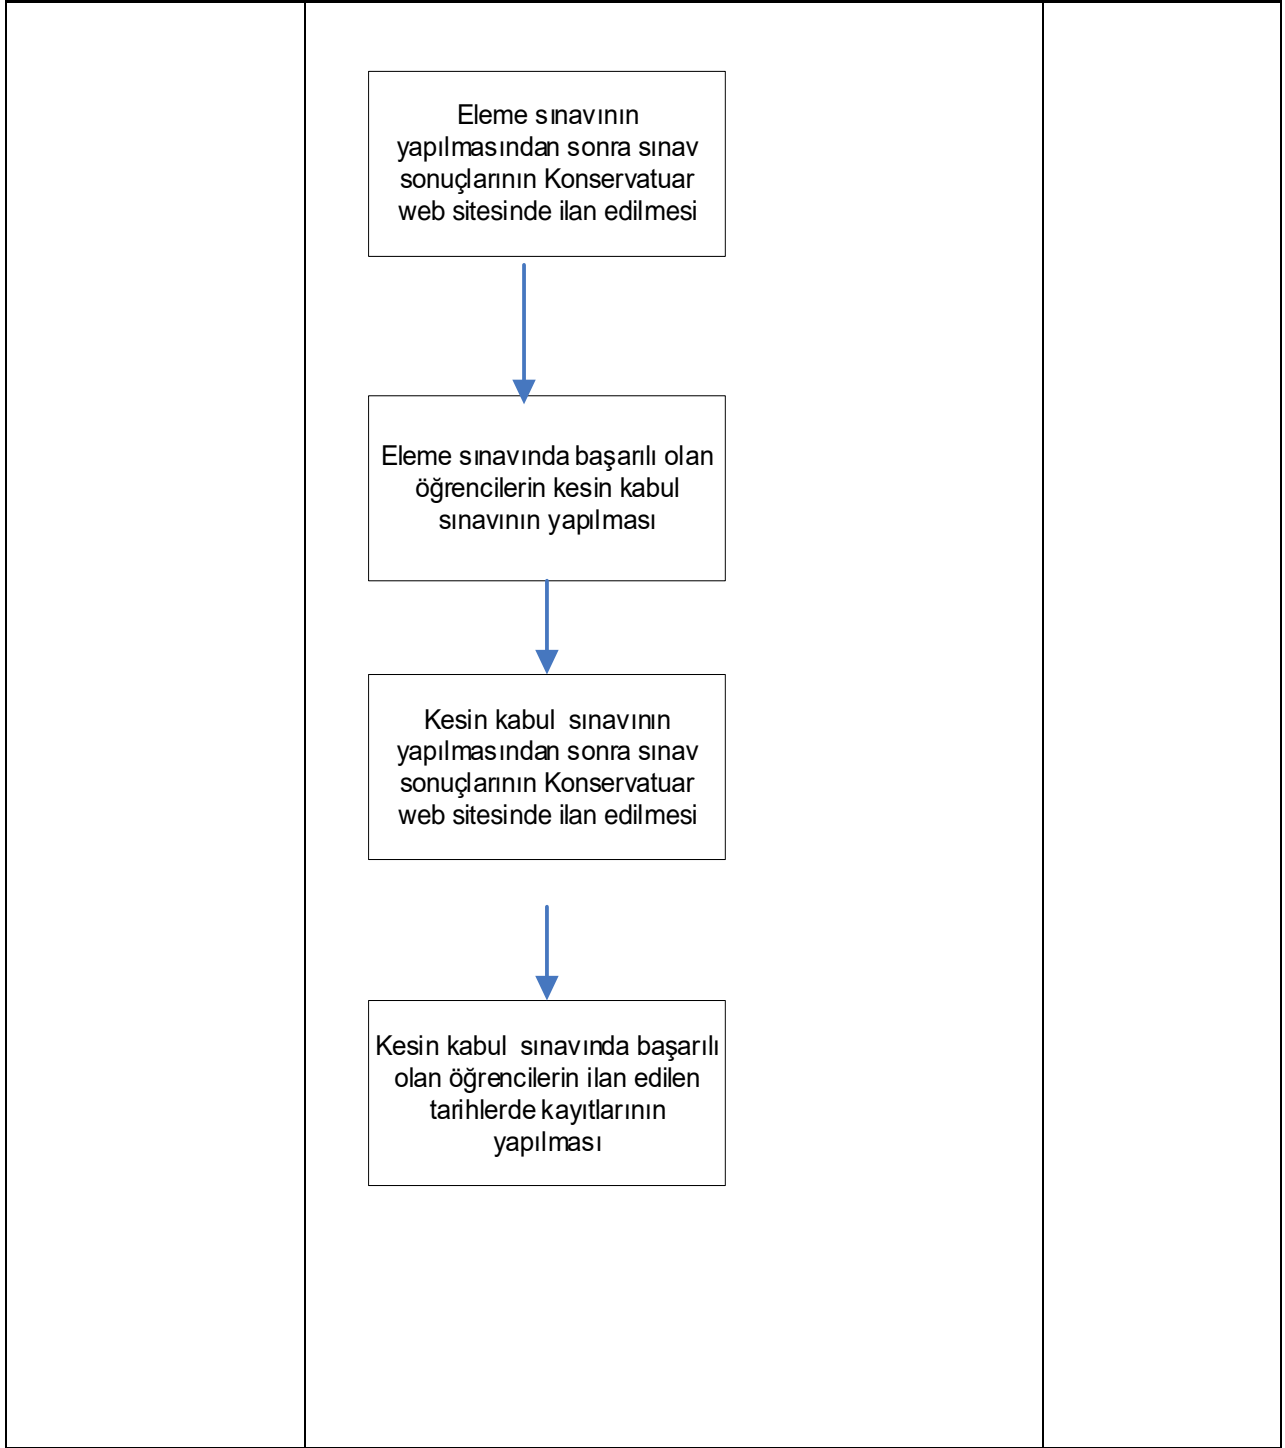 Eleme sınavının
yapılmasından sonra sınav
sonuçlarının Konservatuar
web sitesinde ilan edilmesi
Eleme sınavında başarılı olan
öğrencilerin kesin kabul
sınavının yapılması
Kesin kabul sınavının
yapılmasından sonra sınav
sonuçlarının Konservatuar
web sitesinde ilan edilmesi
Kesin kabul sınavında başarılı
olan öğrencilerin ilan edilen
tarihlerde kayıtlarının
yapılması